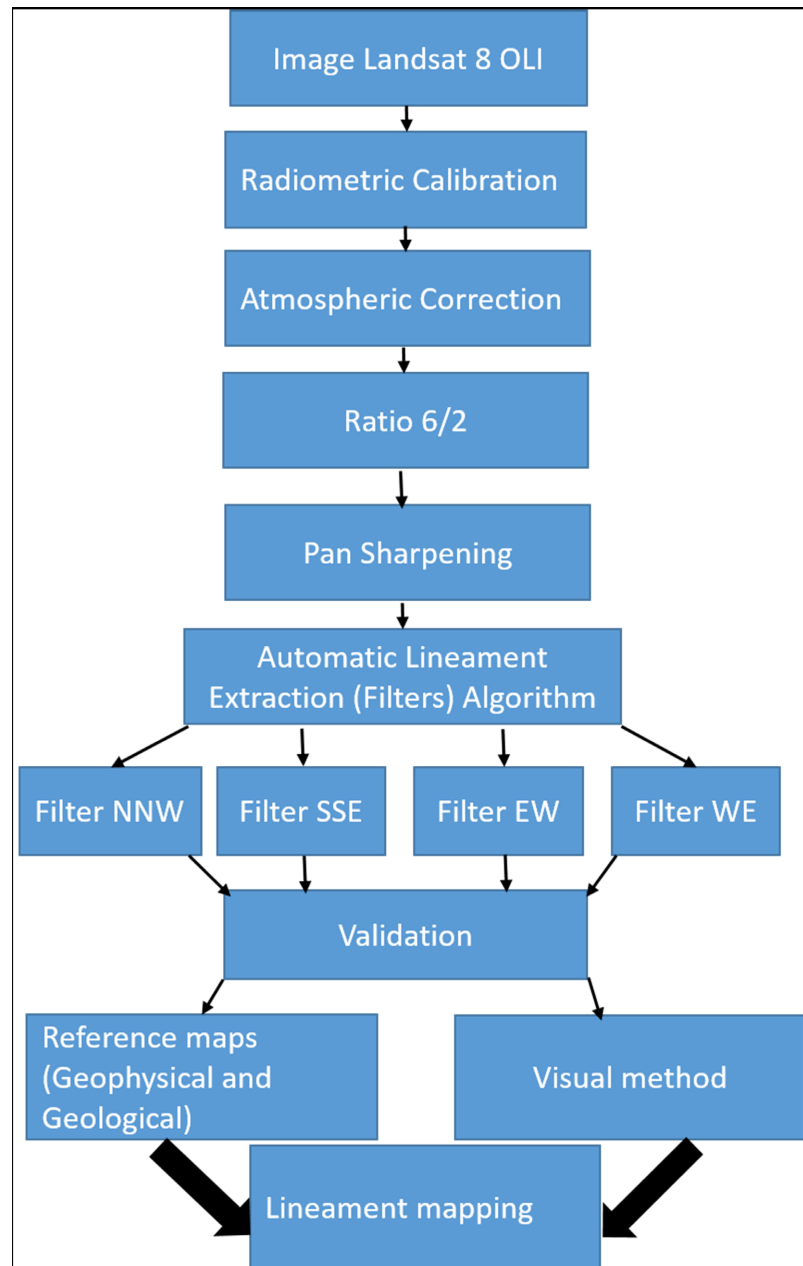 Image Landsat 8 OLI
Radiometric Calibration
Atmospheric Correction
Ratio 6/2
Pan Sharpening
Automatic Lineament
Extraction (Filters) Algorithm
Filter NNW
Filter SSE
Filter EW
Filter WE
Validation
Reference maps
(Geophysical and
Geological)
Visual method
Lineament mapping